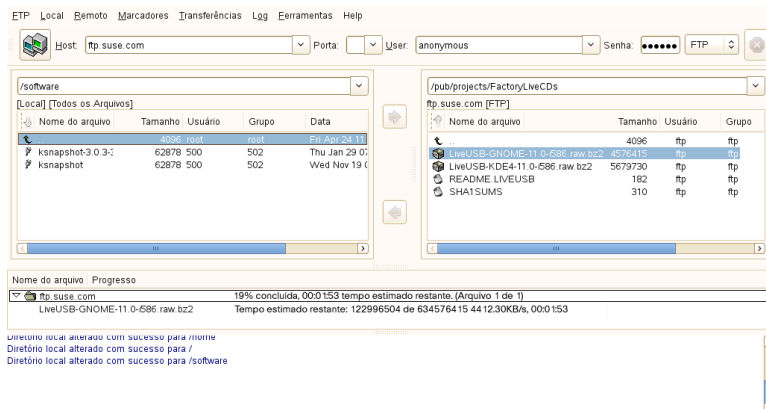 FTP Local Remoto Marcadores Transferências Log Ferramentas Help
Host: ftp.suse.com Porta: User: anonymous Senha: ●●●●●● FTP
/software
[Local] [Todos os Arquivos]
Nome do arquivo Tamanho Usuário Grupo Data
.. 4096 root root Fri Apr 24 11
ksnapshot-3.0.3-3 62878 500 502 Thu Jan 29 07
ksnapshot 62878 500 502 Wed Nov 19 0
/pub/projects/FactoryLiveCDs
ftp.suse.com [FTP]
Nome do arquivo Tamanho Usuário Grupo
.. 4096 ftp ftp
LiveUSB-GNOME-11.0-i586.raw.bz2 4576415 ftp ftp
LiveUSB-KDE4-11.0-i586.raw.bz2 5679730 ftp ftp
README.LIVEUSB 182 ftp ftp
SHA1SUMS 310 ftp ftp
Nome do arquivo Progresso
ftp.suse.com 19% concluída, 00:01:53 tempo estimado restante. (Arquivo 1 de 1)
LiveUSB-GNOME-11.0-i586.raw.bz2 Tempo estimado restante: 122996504 de 634576415 4412.30KB/s, 00:01:53
Diretório local alterado com sucesso para /home
Diretório local alterado com sucesso para /
Diretório local alterado com sucesso para /software